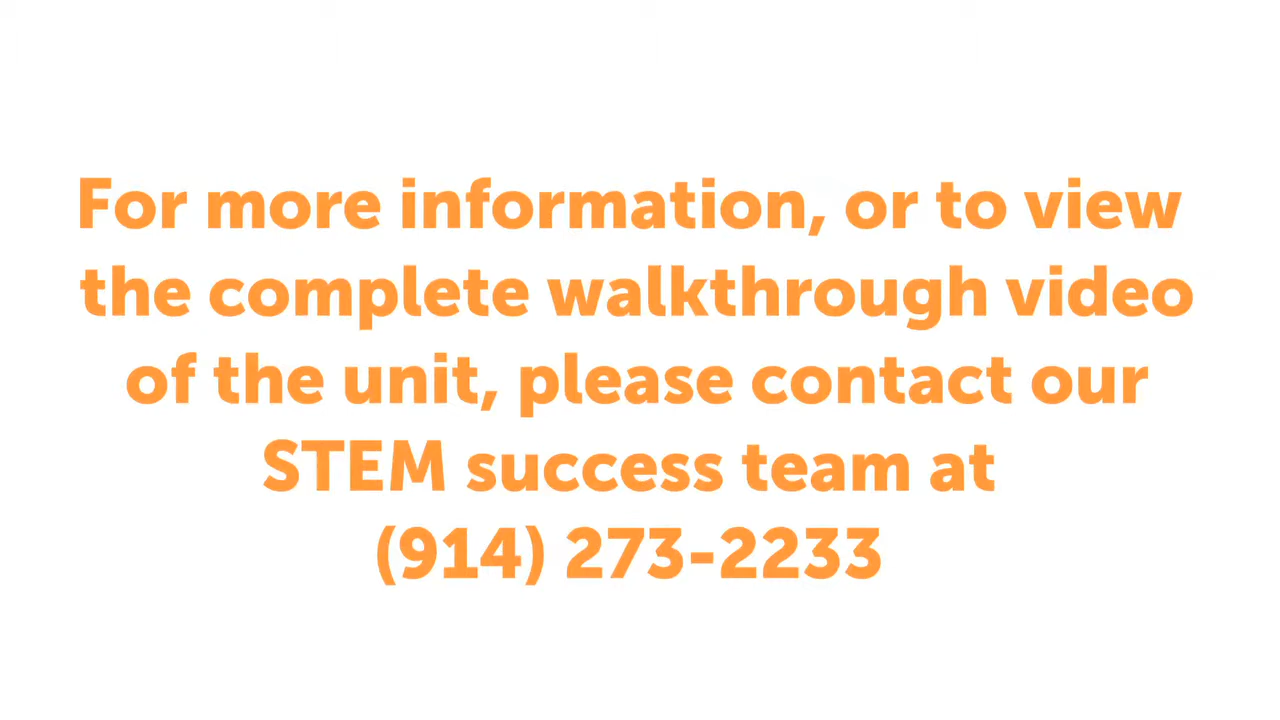 For more information, or to view
the complete walkthrough video
of the unit, please contact our
STEM success team at
(914) 273-2233